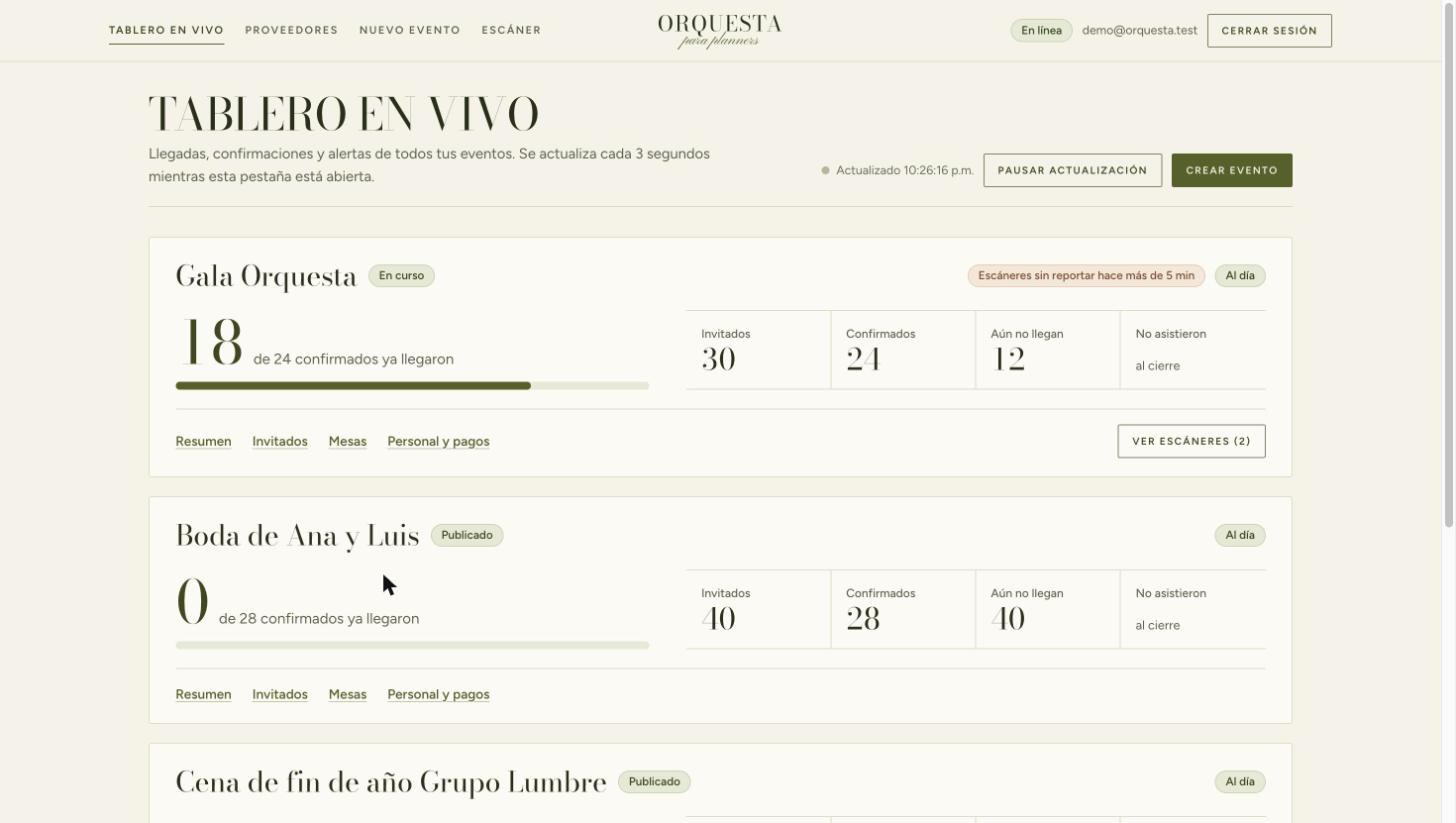 TABLERO EN VIVO
PROVEEDORES
NUEVO EVENTO
ESCÁNER
ORQUESTA
para planners
En línea
demo@orquesta.test
CERRAR SESIÓN
TABLERO EN VIVO
Llegadas, confirmaciones y alertas de todos tus eventos. Se actualiza cada 3 segundos
mientras esta pestaña está abierta.
Actualizado 10:26:16 p.m.
PAUSAR ACTUALIZACIÓN
CREAR EVENTO
Gala Orquesta
En curso
Escáneres sin reportar hace más de 5 min
Al día
18 de 24 confirmados ya llegaron
Invitados
30
Confirmados
24
Aún no llegan
12
No asistieron
al cierre
Resumen
Invitados
Mesas
Personal y pagos
VER ESCÁNERES (2)
Boda de Ana y Luis
Publicado
Al día
0 de 28 confirmados ya llegaron
Invitados
40
Confirmados
28
Aún no llegan
40
No asistieron
al cierre
Resumen
Invitados
Mesas
Personal y pagos
Cena de fin de año Grupo Lumbre
Publicado
Al día